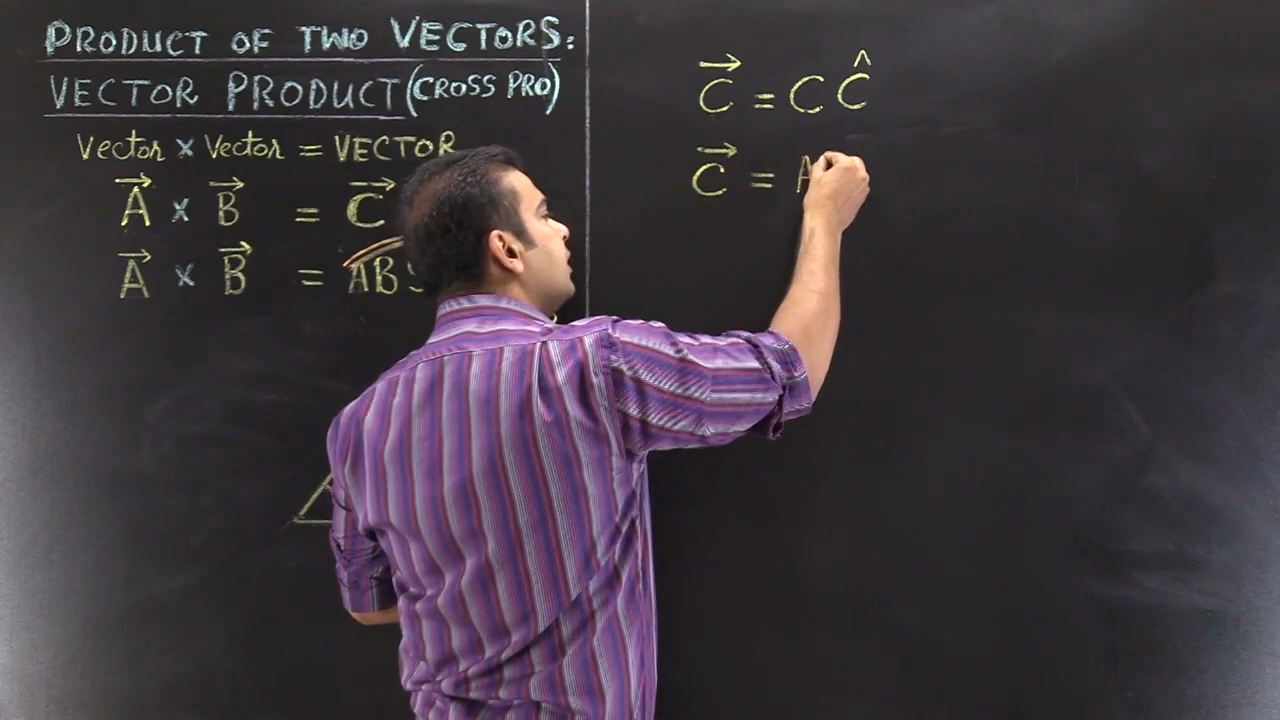 PRODUCT OF TWO VECTORS:
VECTOR PRODUCT (CROSS PRO)
Vector × Vector = VECTOR
A⃗ × B⃗ = C⃗
A⃗ × B⃗ = AB
C⃗ = C Ĉ
C⃗ = A